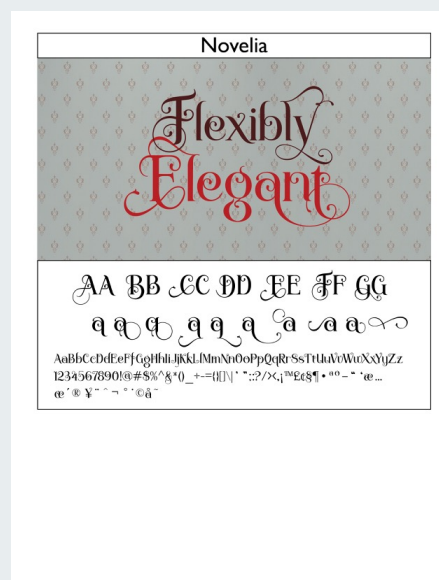 Novelia
Flexibly
Elegant
AA BB CC DD EE FF GG
a a a a a a a a a
AaBbCcDdEeFfGgHhIiJjKkLlMmNnOoPpQqRrSsTtUuVvWwXxYyZz
1234567890!@#$%^&*()_+-={}[]\|'":;?/><.¡™£¢§¶•ªº–"'œ...
œ´®¥¨ˆ¬˚˙©å˜